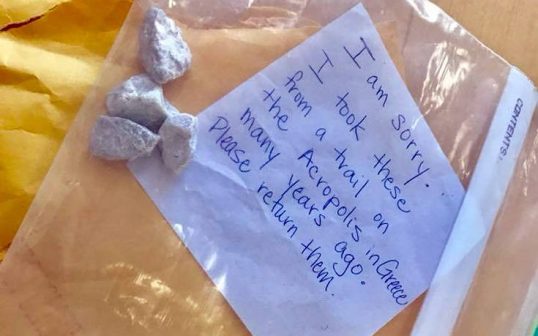 I am sorry.
I took these
from a trail on
the Acropolis in Greece
many years ago.
Please return them.
CONTENTS: